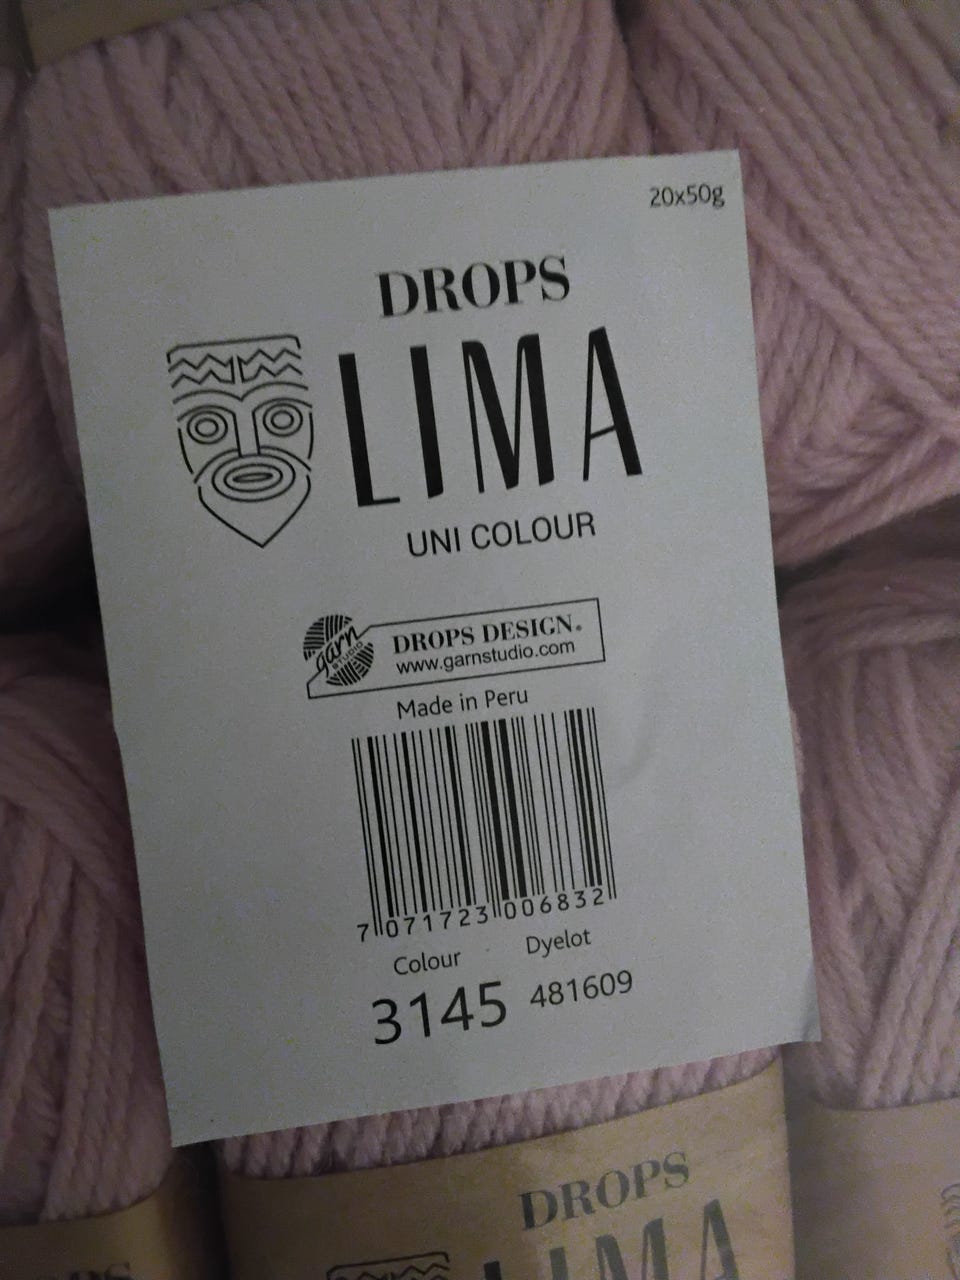 20x50g
DROPS
LIMA
UNI COLOUR
garn
STUDIO
DROPS DESIGN®
www.garnstudio.com
Made in Peru
7 071723 006832
Colour Dyelot
3145 481609
DROPS
LIMA